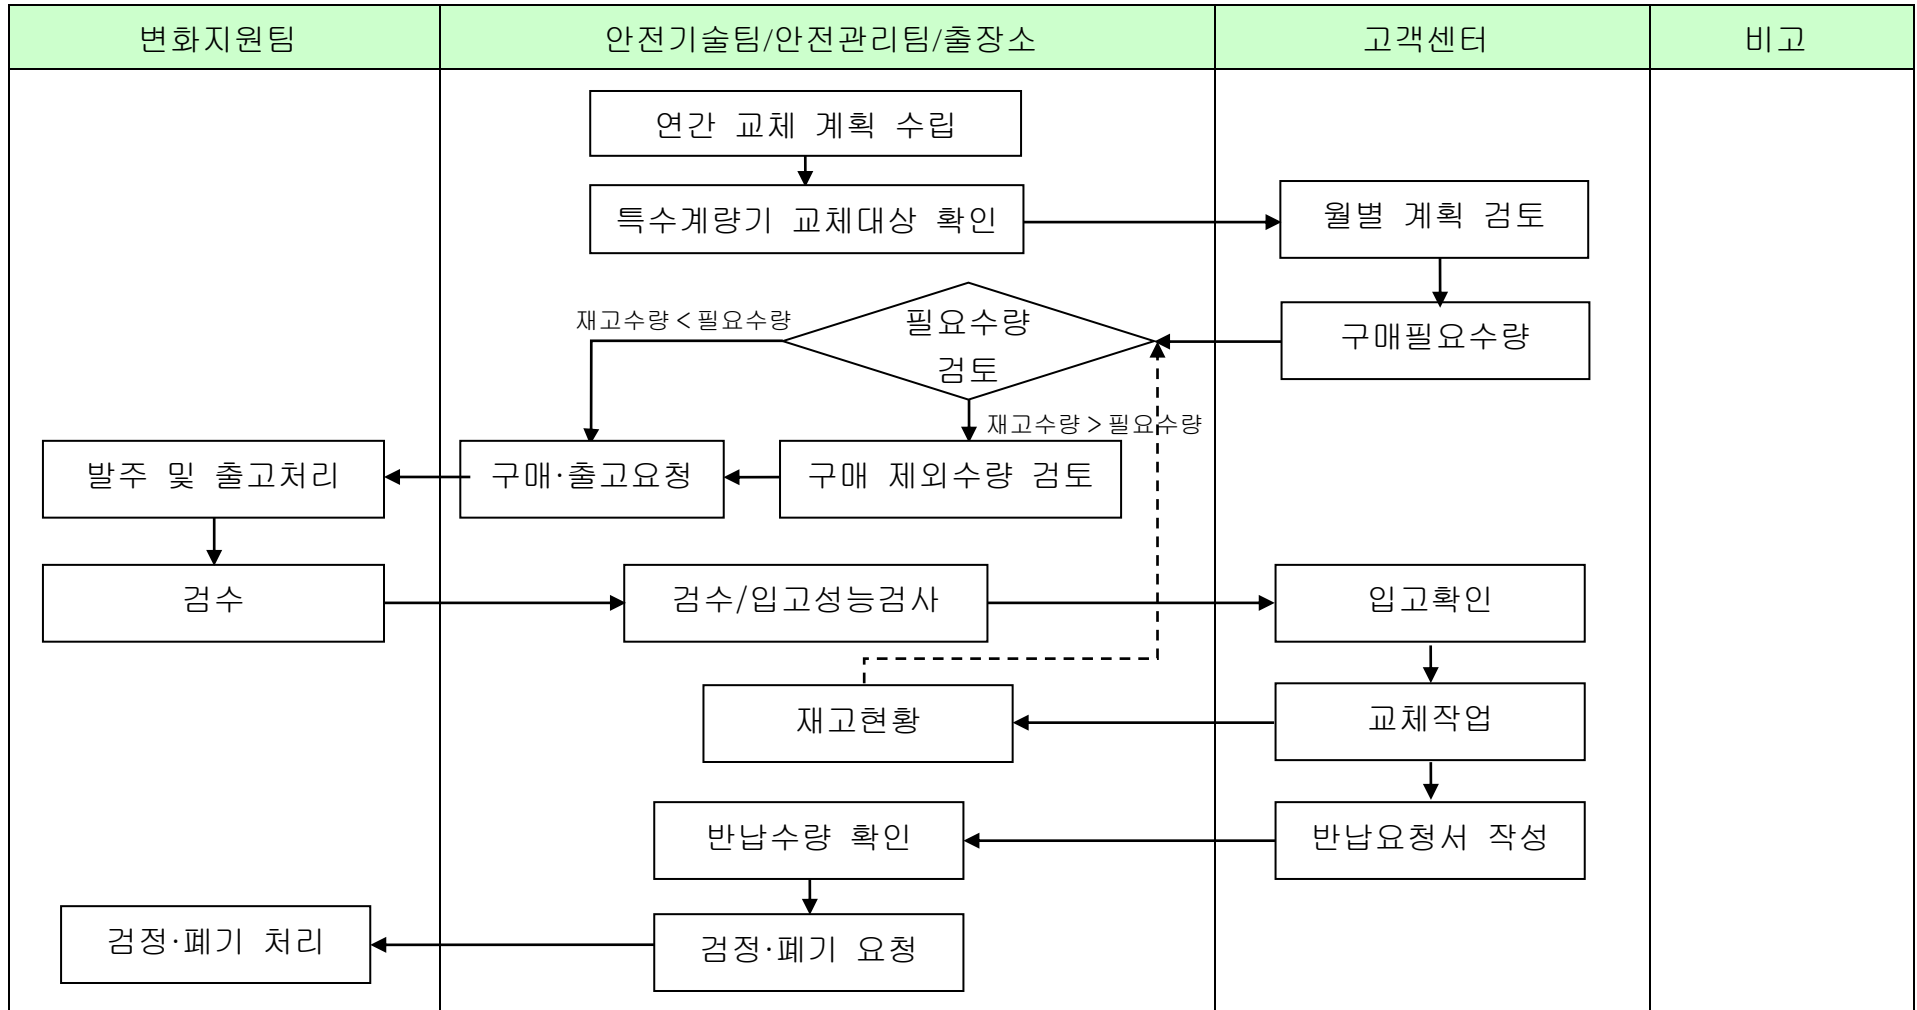 변화지원팀
안전기술팀/안전관리팀/출장소
고객센터
비고
연간 교체 계획 수립
특수계량기 교체대상 확인
월별 계획 검토
재고수량 < 필요수량
필요수량
검토
구매필요수량
재고수량 > 필요수량
발주 및 출고처리
구매·출고요청
구매 제외수량 검토
검수
검수/입고성능검사
입고확인
재고현황
교체작업
반납수량 확인
반납요청서 작성
검정·폐기 처리
검정·폐기 요청